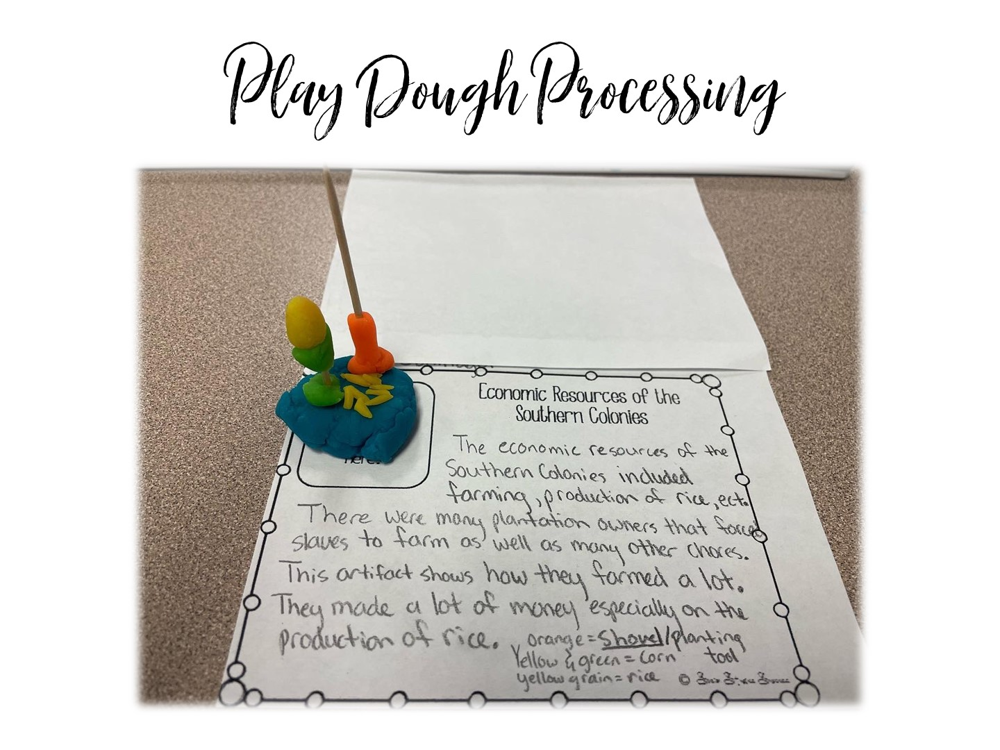 Play Dough Processing
Economic Resources of the
Southern Colonies
here.
The economic resources of the
Southern Colonies included
farming, production of rice, ect.
There were many plantation owners that forced
slaves to farm as well as many other chores.
This artifact shows how they farmed a lot.
They made a lot of money especially on the
production of rice.
orange = shovel/planting
tool
Yellow & green = corn
yellow grain = rice
©